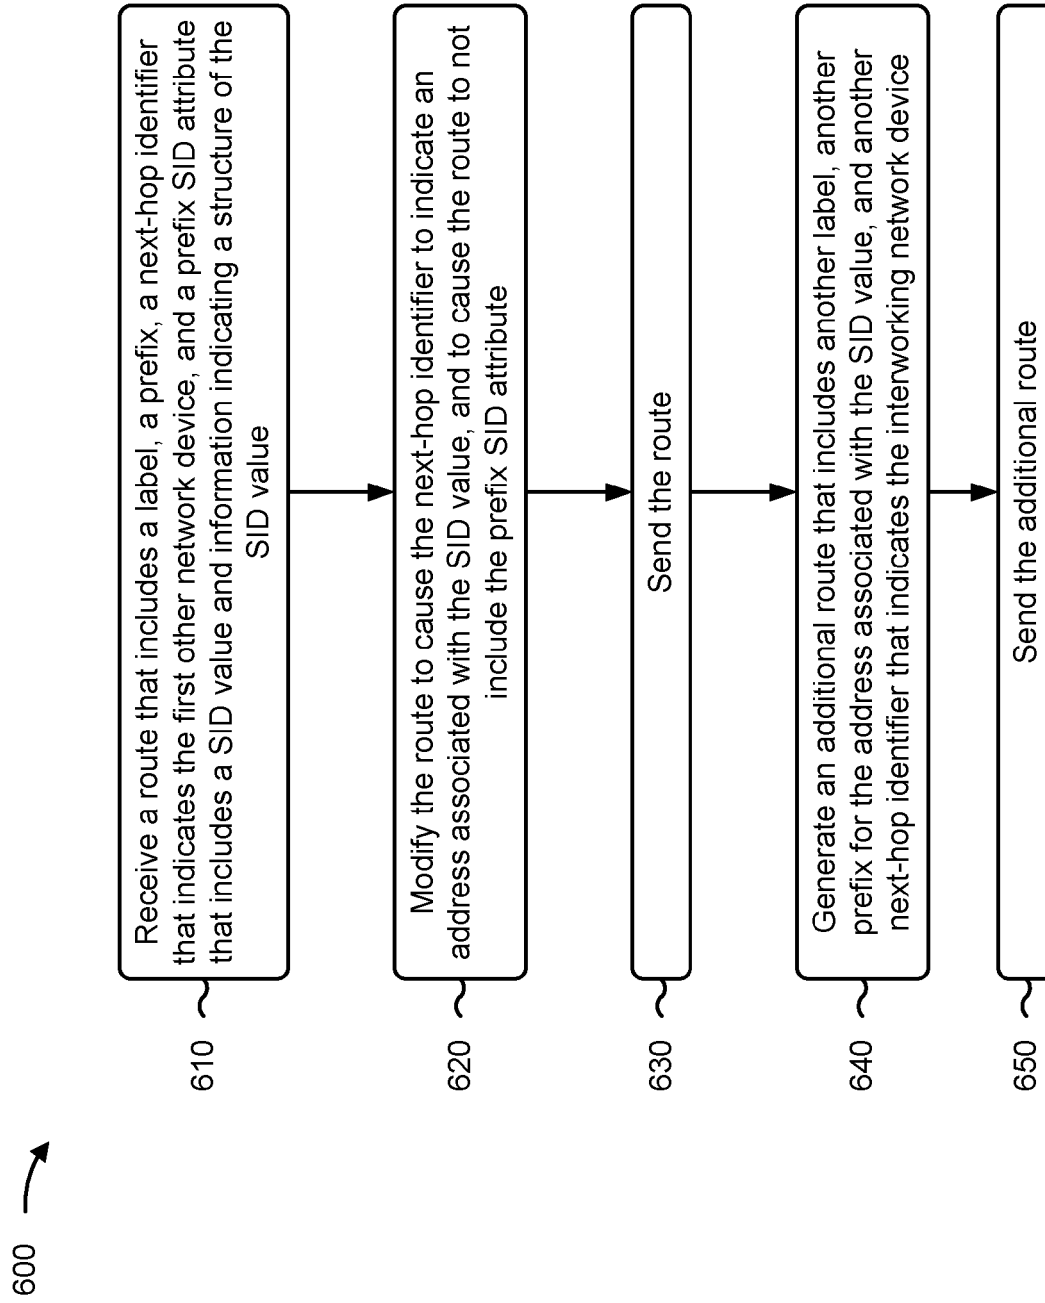 600
610
Receive a route that includes a label, a prefix, a next-hop identifier
that indicates the first other network device, and a prefix SID attribute
that includes a SID value and information indicating a structure of the
SID value
620
Modify the route to cause the next-hop identifier to indicate an
address associated with the SID value, and to cause the route to not
include the prefix SID attribute
630
Send the route
640
Generate an additional route that includes another label, another
prefix for the address associated with the SID value, and another
next-hop identifier that indicates the interworking network device
650
Send the additional route